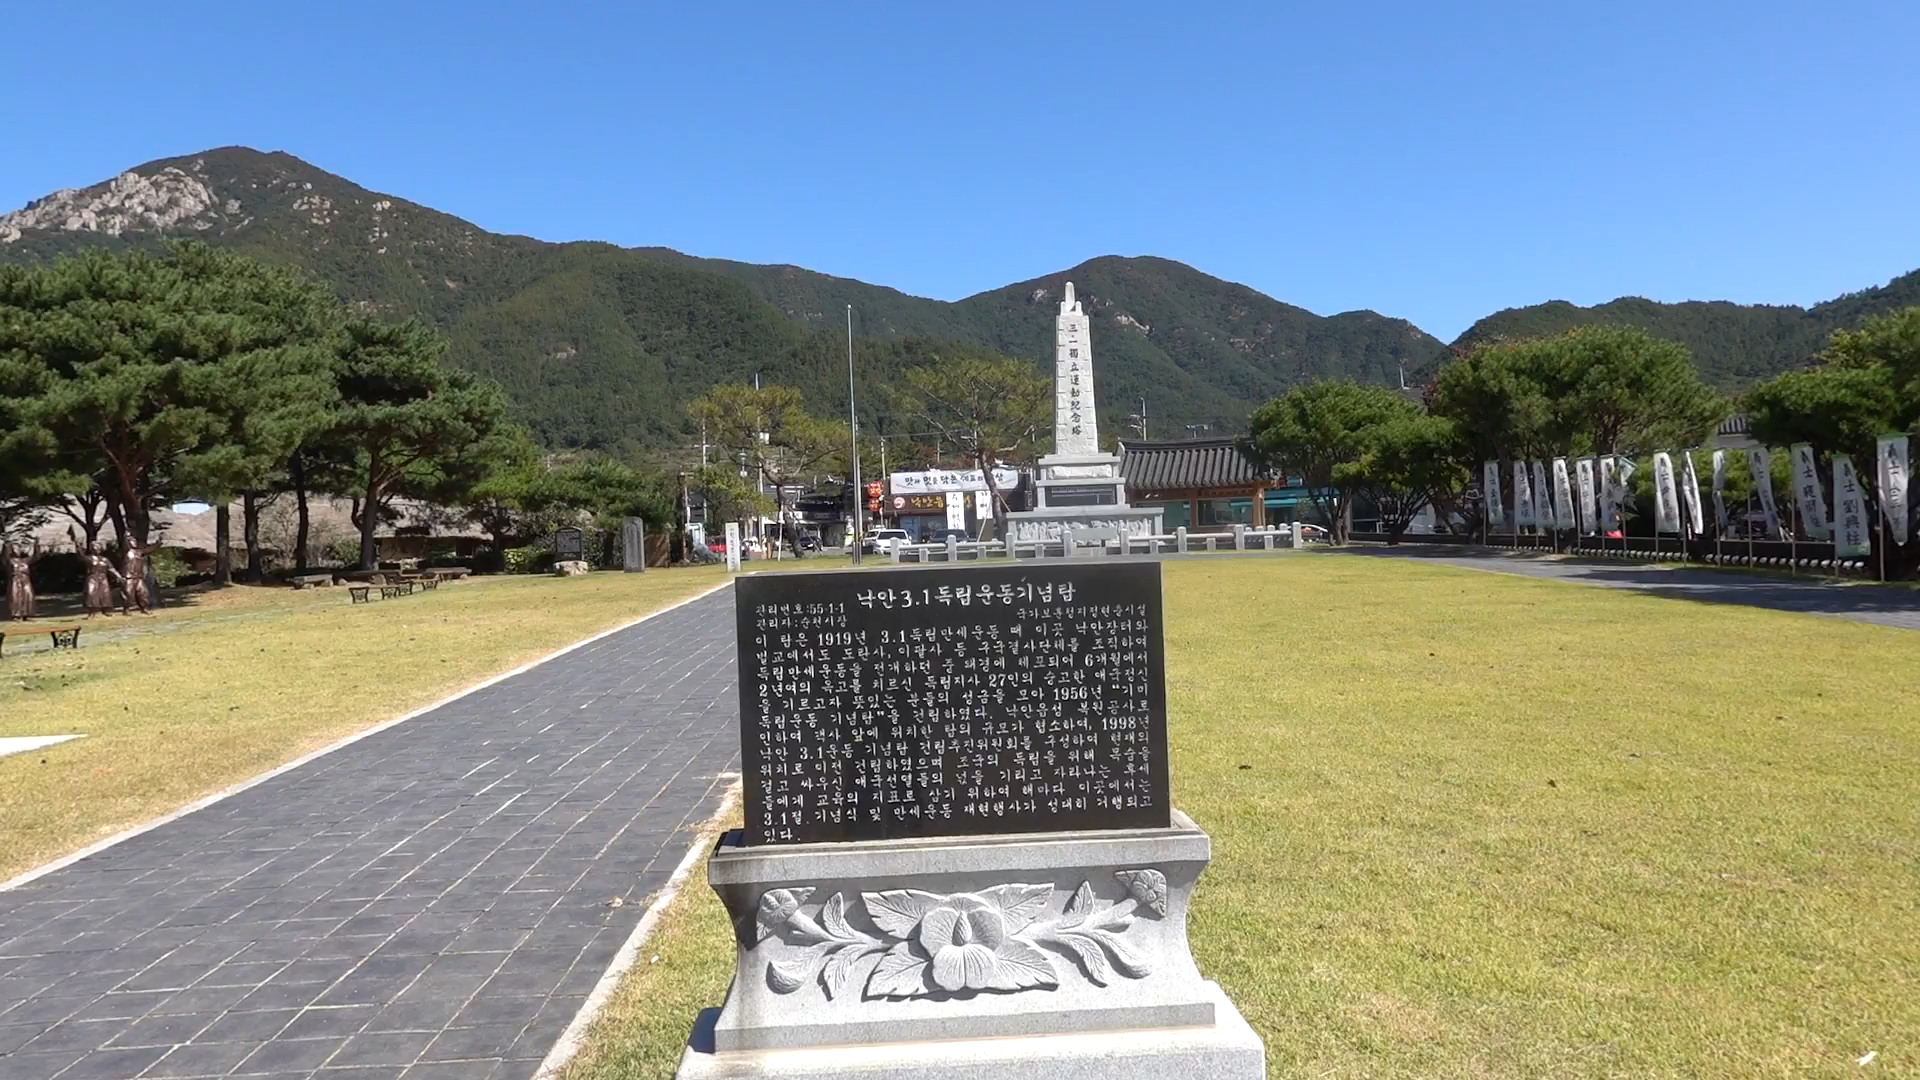 三·一獨立運動紀念塔
낙안3.1독립운동기념탑
관리번호:55-1-1
국가보훈청지정현충시설
관리자:순천시장
이 탑은 1919년 3.1독립만세운동 때 이곳 낙안장터와
벌교에서도 도란사, 이팔사 등 구국결사단체를 조직하여
독립만세운동을 전개하던 중 왜경에 체포되어 6개월에서
2년여의 옥고를 치르신 독립지사 27인의 숭고한 애국정신
을 기르고자 뜻있는 분들의 성금을 모아 1956년 "기미
독립운동 기념탑"을 건립하였다. 낙안읍성 복원공사로
인하여 객사 앞에 위치한 탑의 규모가 협소하여, 1998년
낙안 3.1운동 기념탑 건립추진위원회를 구성하여 현재의
위치로 이전 건립하였으며 조국의 독립을 위해 목숨을
걸고 싸우신 애국선열들의 넋을 기리고 자라나는 후세
들에게 교육의 지표로 삼기 위하여 해마다 이곳에서는
3.1절 기념식 및 만세운동 재현행사가 성대히 거행되고
있다.
義士 劉興柱